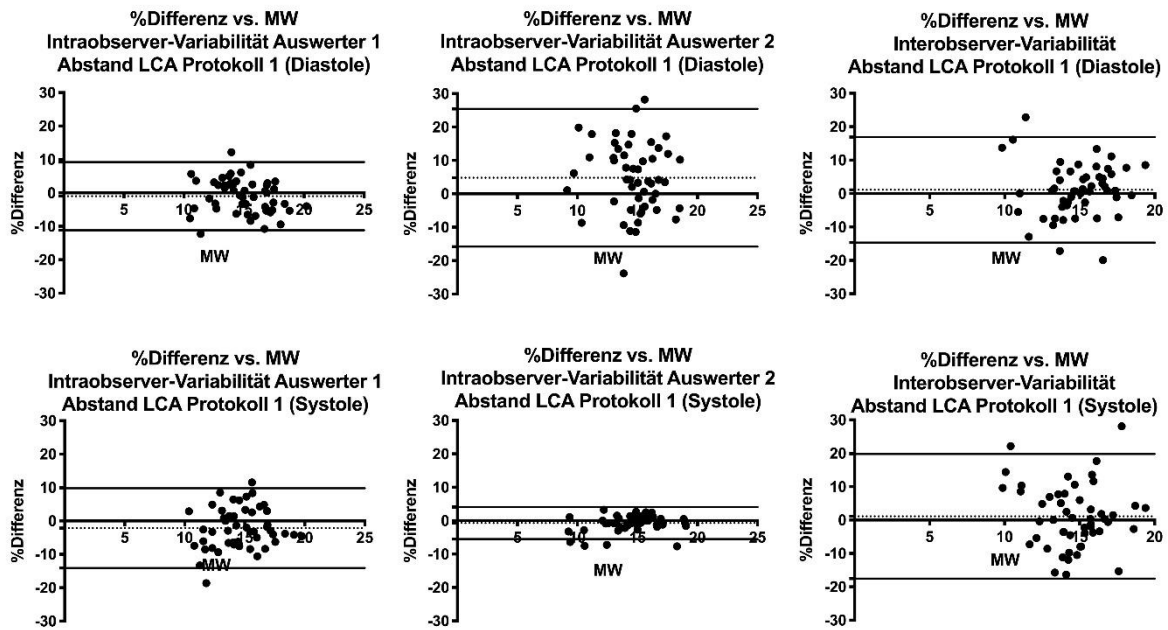 %Differenz vs. MW
Intraobserver-Variabilität Auswerter 1
Abstand LCA Protokoll 1 (Diastole)
%Differenz
30
20
10
0
-10
-20
-30
5
10
15
20
25
MW
%Differenz vs. MW
Intraobserver-Variabilität Auswerter 2
Abstand LCA Protokoll 1 (Diastole)
%Differenz
30
20
10
0
-10
-20
-30
5
10
15
20
25
MW
%Differenz vs. MW
Interobserver-Variabilität
Abstand LCA Protokoll 1 (Diastole)
%Differenz
30
20
10
0
-10
-20
-30
5
10
15
20
MW
%Differenz vs. MW
Intraobserver-Variabilität Auswerter 1
Abstand LCA Protokoll 1 (Systole)
%Differenz
30
20
10
0
-10
-20
-30
5
10
15
20
25
MW
%Differenz vs. MW
Intraobserver-Variabilität Auswerter 2
Abstand LCA Protokoll 1 (Systole)
%Differenz
30
20
10
0
-10
-20
-30
5
10
15
20
25
MW
%Differenz vs. MW
Interobserver-Variabilität
Abstand LCA Protokoll 1 (Systole)
%Differenz
30
20
10
0
-10
-20
-30
5
10
15
20
MW